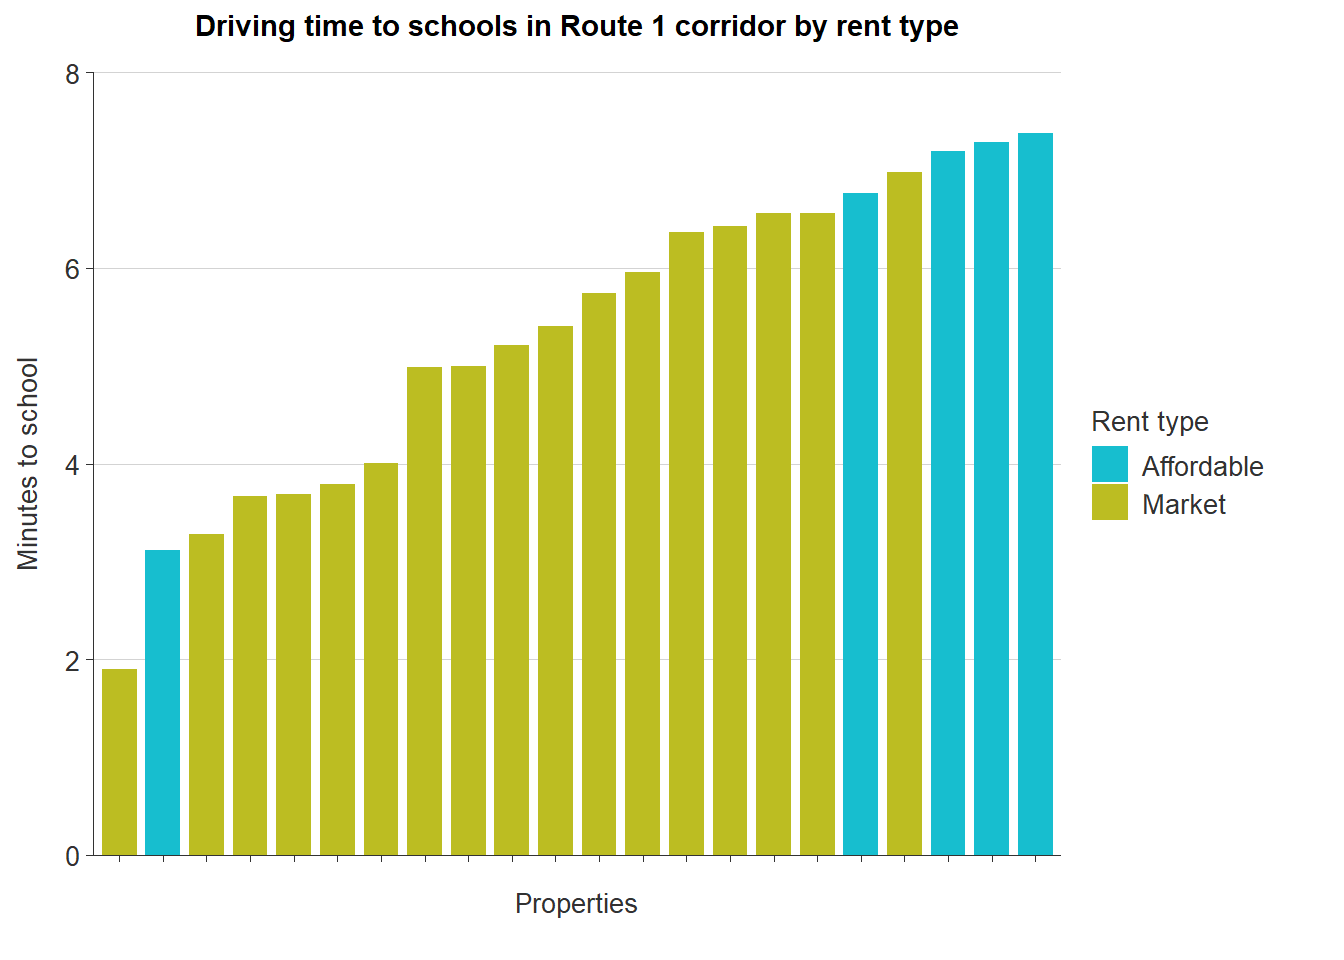 Driving time to schools in Route 1 corridor by rent type
8
6
4
2
0
Minutes to school
Properties
Rent type
Affordable
Market